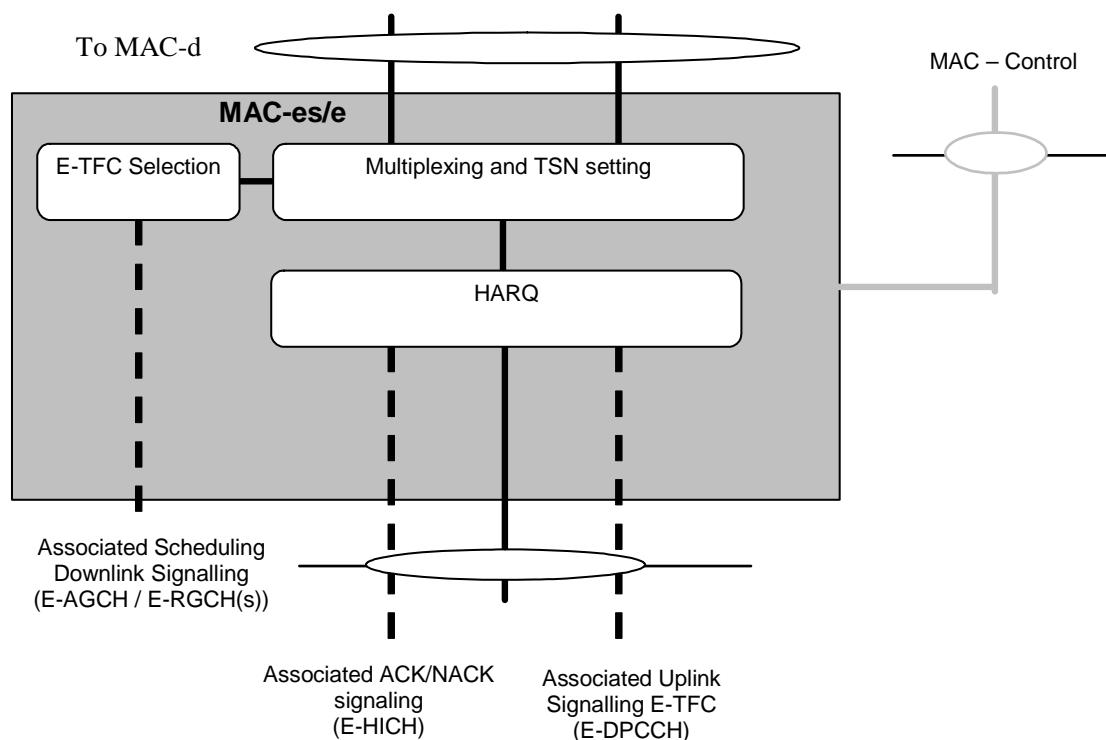 To MAC-d
MAC – Control
MAC-es/e
E-TFC Selection
Multiplexing and TSN setting
HARQ
Associated Scheduling
Downlink Signalling
(E-AGCH / E-RGCH(s))
Associated ACK/NACK
signaling
(E-HICH)
Associated Uplink
Signalling E-TFC
(E-DPCCH)